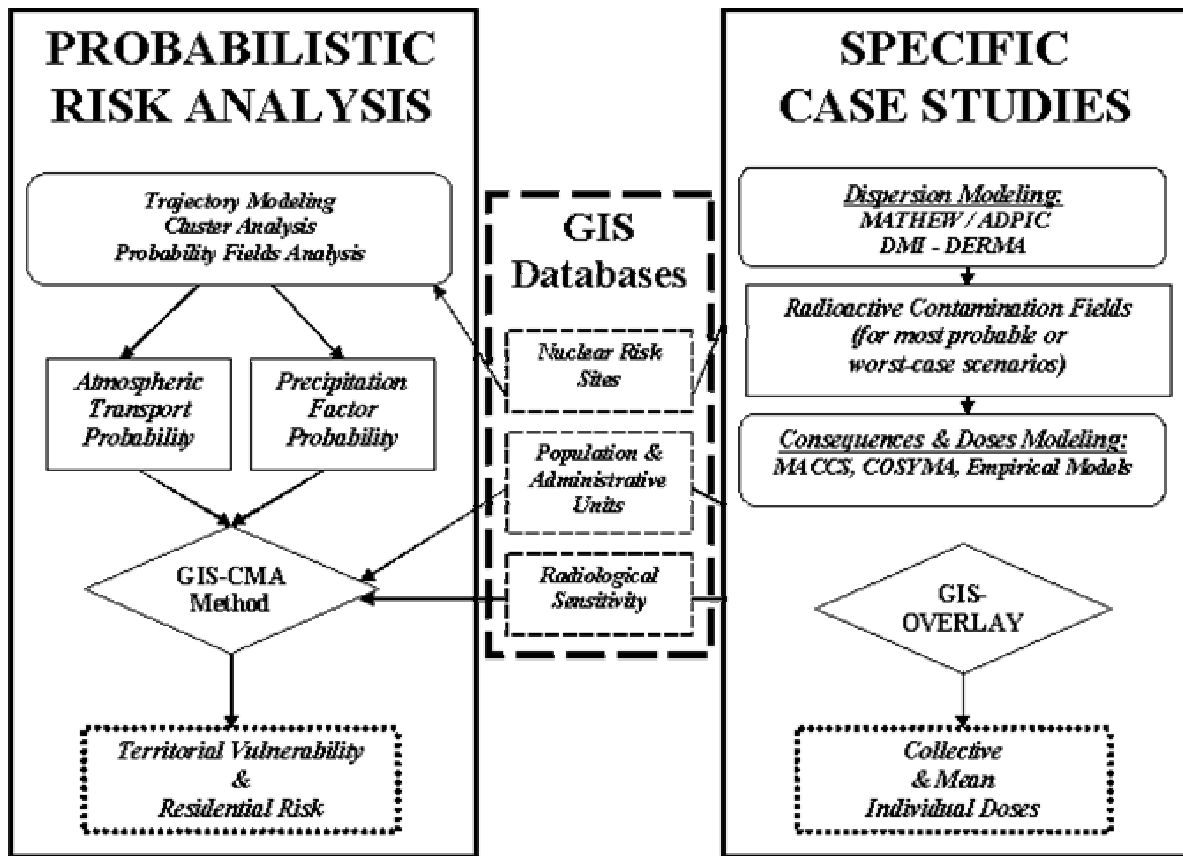 PROBABILISTIC
RISK ANALYSIS
Trajectory Modeling
Cluster Analysis
Probability Fields Analysis
Atmospheric
Transport
Probability
Precipitation
Factor
Probability
GIS-CMA
Method
Territorial Vulnerability
&
Residential Risk
GIS
Databases
Nuclear Risk
Sites
Population &
Administrative
Units
Radiological
Sensitivity
SPECIFIC
CASE STUDIES
Dispersion Modeling:
MATHEW / ADPIC
DMI - DERMA
Radioactive Contamination Fields
(for most probable or
worst-case scenarios)
Consequences & Doses Modeling:
MACCS, COSYMA, Empirical Models
GIS-
OVERLAY
Collective
& Mean
Individual Doses